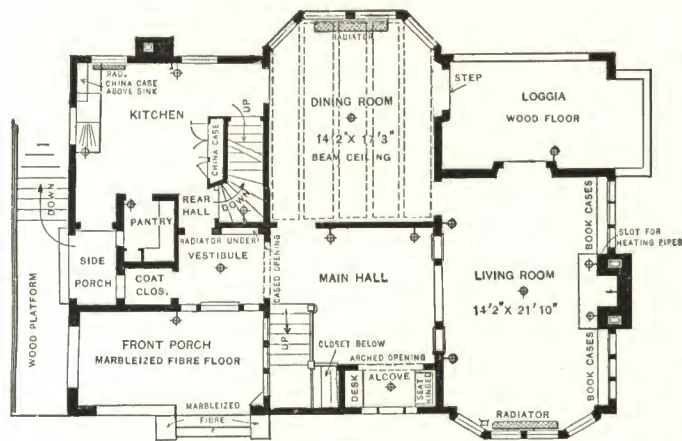 RAD.
CHINA CASE
ABOVE SINK
KITCHEN
UP
CHINA CASE
RADIATOR
DINING ROOM
14'2" X 17'3"
BEAM CEILING
STEP
LOGGIA
WOOD FLOOR
DOWN
WOOD PLATFORM
SIDE
PORCH
PANTRY
REAR
HALL
DOWN
RADIATOR UNDER
VESTIBULE
COAT
CLOS.
CASED OPENING
MAIN HALL
UP
CLOSET BELOW
ARCHED OPENING
DESK
ALCOVE
SEAT
HINGED
FRONT PORCH
MARBLEIZED FIBRE FLOOR
MARBLEIZED
FIBRE
LIVING ROOM
14'2" X 21'10"
BOOK CASES
SLOT FOR
HEATING PIPES
BOOK CASES
RADIATOR